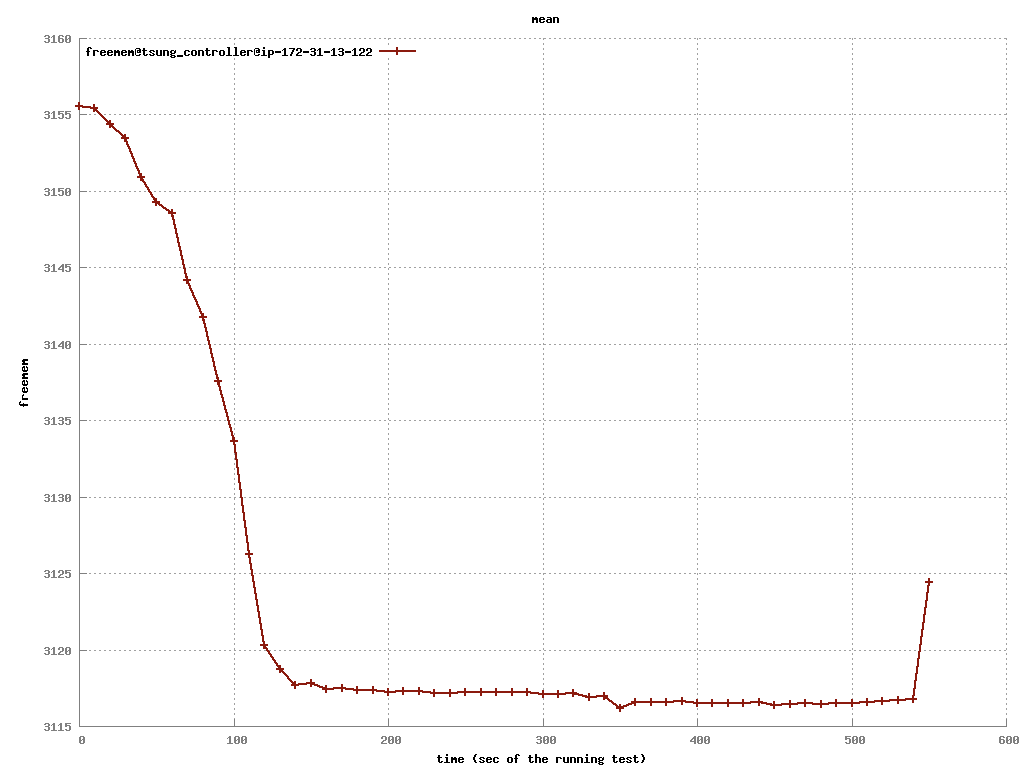 mean
3160
freemem@tsung_controller@ip-172-31-13-122
3155
3150
3145
3140
freemem
3135
3130
3125
3120
3115
0 100 200 300 400 500 600
time (sec of the running test)